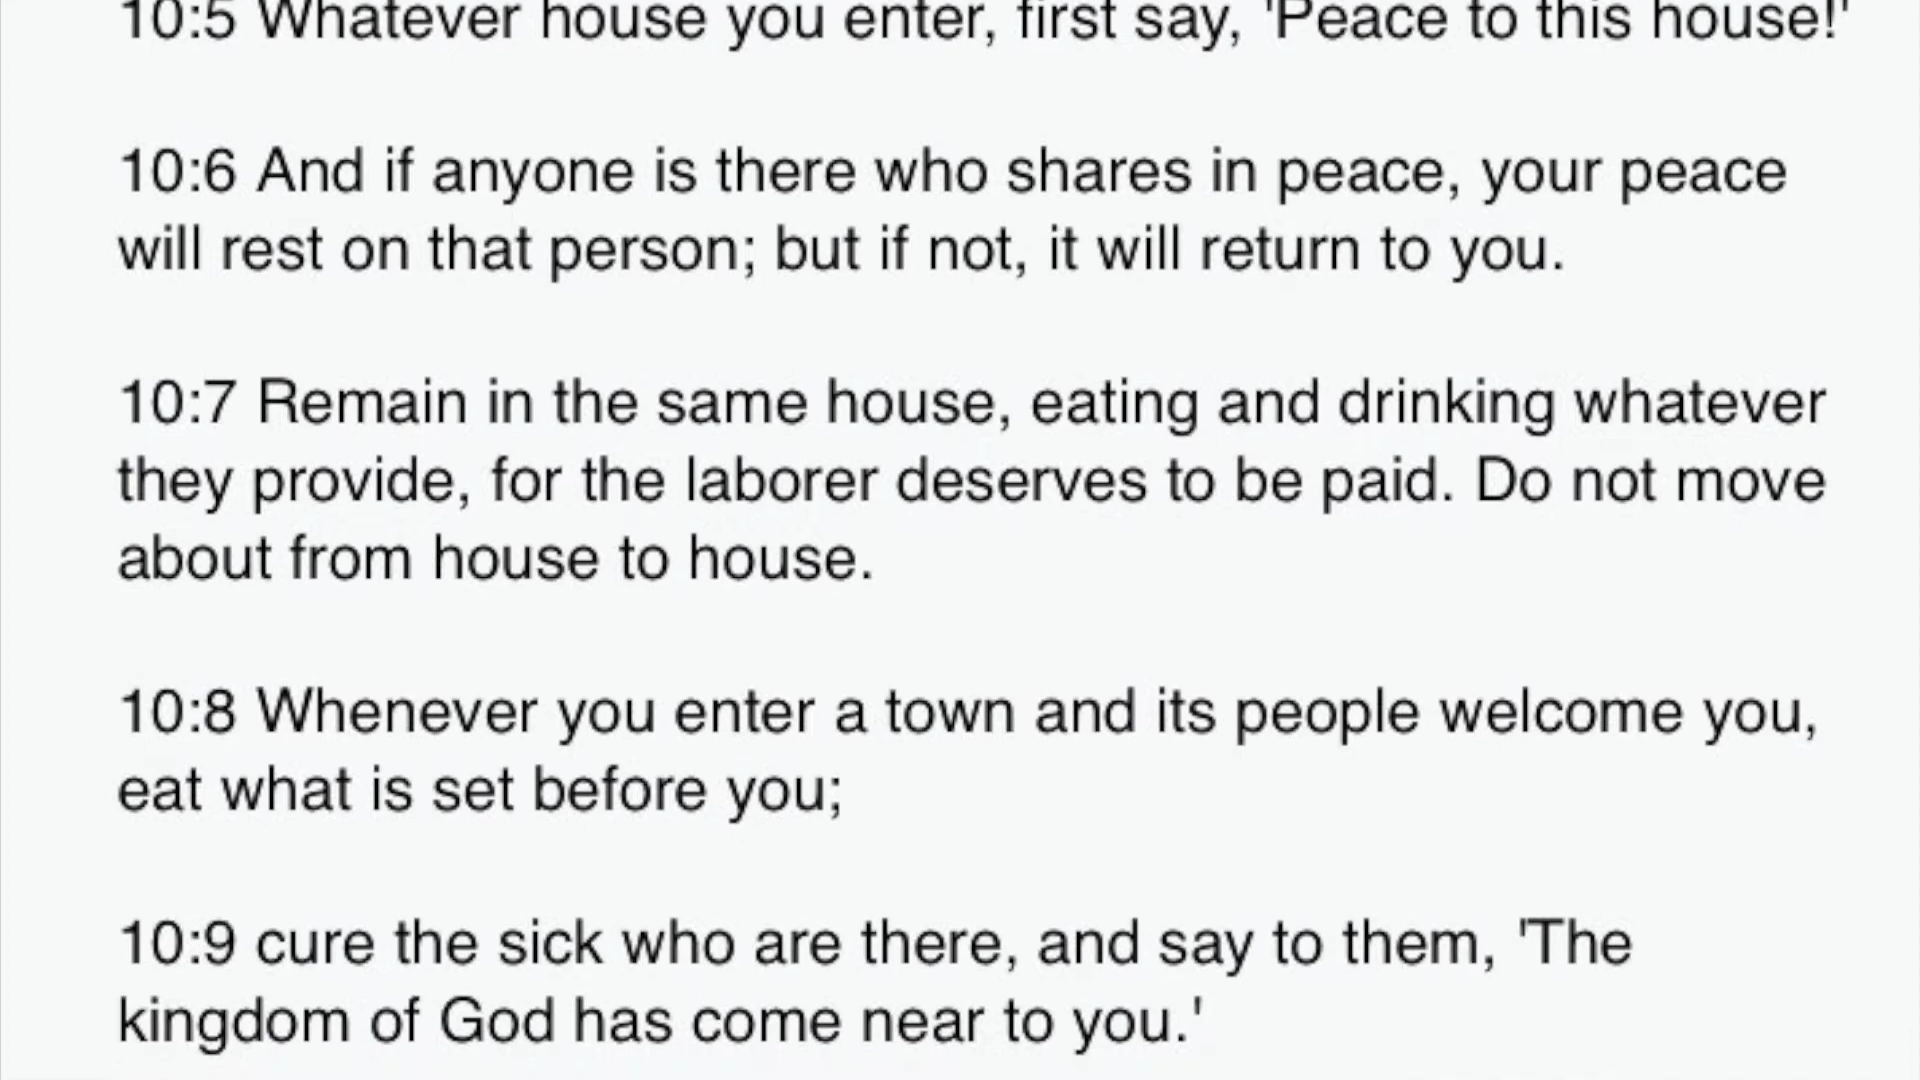 10:5 Whatever house you enter, first say, 'Peace to this house!'
10:6 And if anyone is there who shares in peace, your peace
will rest on that person; but if not, it will return to you.
10:7 Remain in the same house, eating and drinking whatever
they provide, for the laborer deserves to be paid. Do not move
about from house to house.
10:8 Whenever you enter a town and its people welcome you,
eat what is set before you;
10:9 cure the sick who are there, and say to them, 'The
kingdom of God has come near to you.'